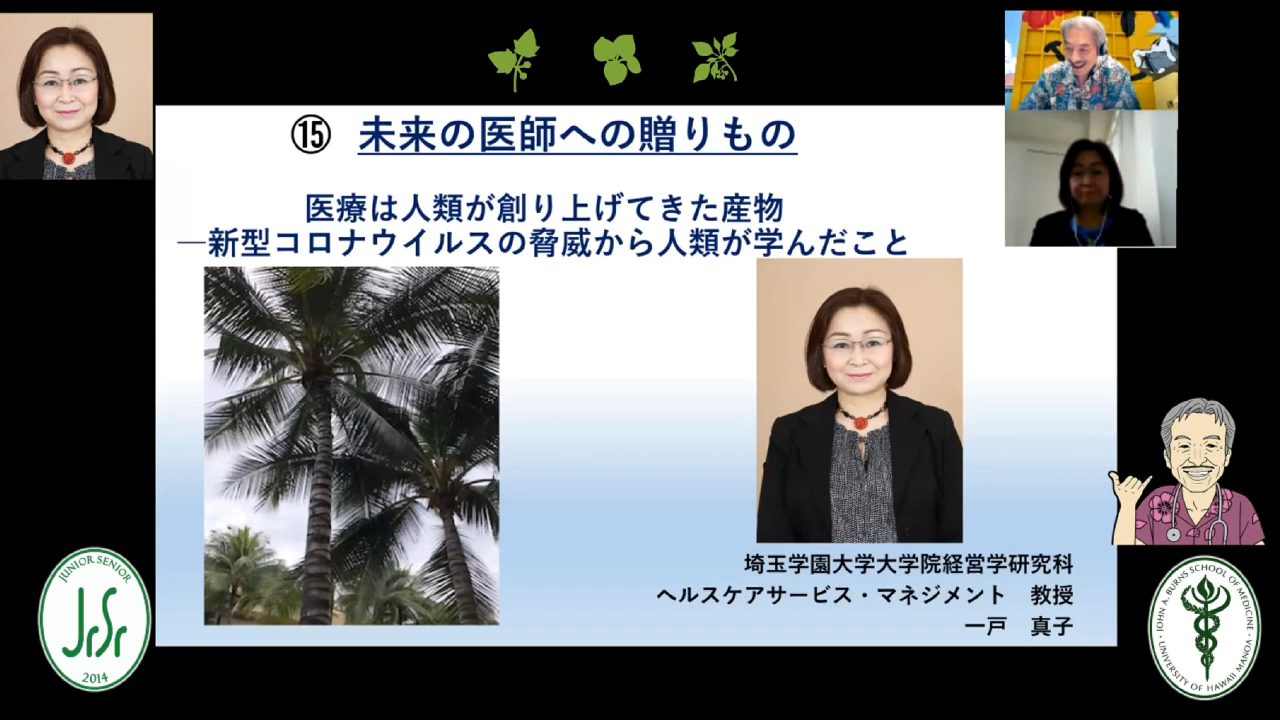 ⑮ 未来の医師への贈りもの
医療は人類が創り上げてきた産物
―新型コロナウイルスの脅威から人類が学んだこと
埼玉学園大学大学院経営学研究科
ヘルスケアサービス・マネジメント 教授
一戸 真子
JUNIOR SENIOR
JrSr
2014
JOHN A. BURNS SCHOOL OF MEDICINE
UNIVERSITY OF HAWAII MANOA